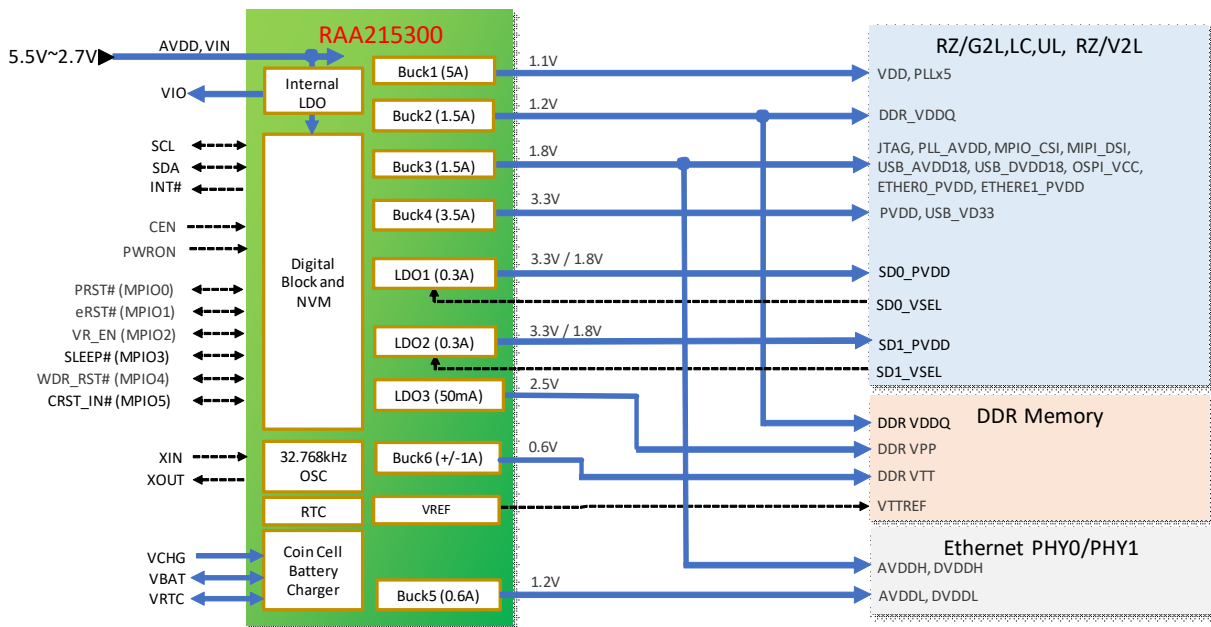 RAA215300
5.5V~2.7V
AVDD, VIN
VIO
SCL
SDA
INT#
CEN
PWRON
PRST# (MPIO0)
eRST# (MPIO1)
VR_EN (MPIO2)
SLEEP# (MPIO3)
WDR_RST# (MPIO4)
CRST_IN# (MPIO5)
XIN
XOUT
VCHG
VBAT
VRTC
Internal
LDO
Digital
Block and
NVM
32.768kHz
OSC
RTC
Coin Cell
Battery
Charger
Buck1 (5A)
Buck2 (1.5A)
Buck3 (1.5A)
Buck4 (3.5A)
LDO1 (0.3A)
LDO2 (0.3A)
LDO3 (50mA)
Buck6 (+/-1A)
VREF
Buck5 (0.6A)
1.1V
1.2V
1.8V
3.3V
3.3V / 1.8V
3.3V / 1.8V
2.5V
0.6V
1.2V
RZ/G2L,LC,UL, RZ/V2L
VDD, PLLx5
DDR_VDDQ
JTAG, PLL_AVDD, MPIO_CSI, MIPI_DSI,
USB_AVDD18, USB_DVDD18, OSPI_VCC,
ETHER0_PVDD, ETHERE1_PVDD
PVDD, USB_VD33
SD0_PVDD
SD0_VSEL
SD1_PVDD
SD1_VSEL
DDR Memory
DDR VDDQ
DDR VPP
DDR VTT
VTTREF
Ethernet PHY0/PHY1
AVDDH, DVDDH
AVDDL, DVDDL